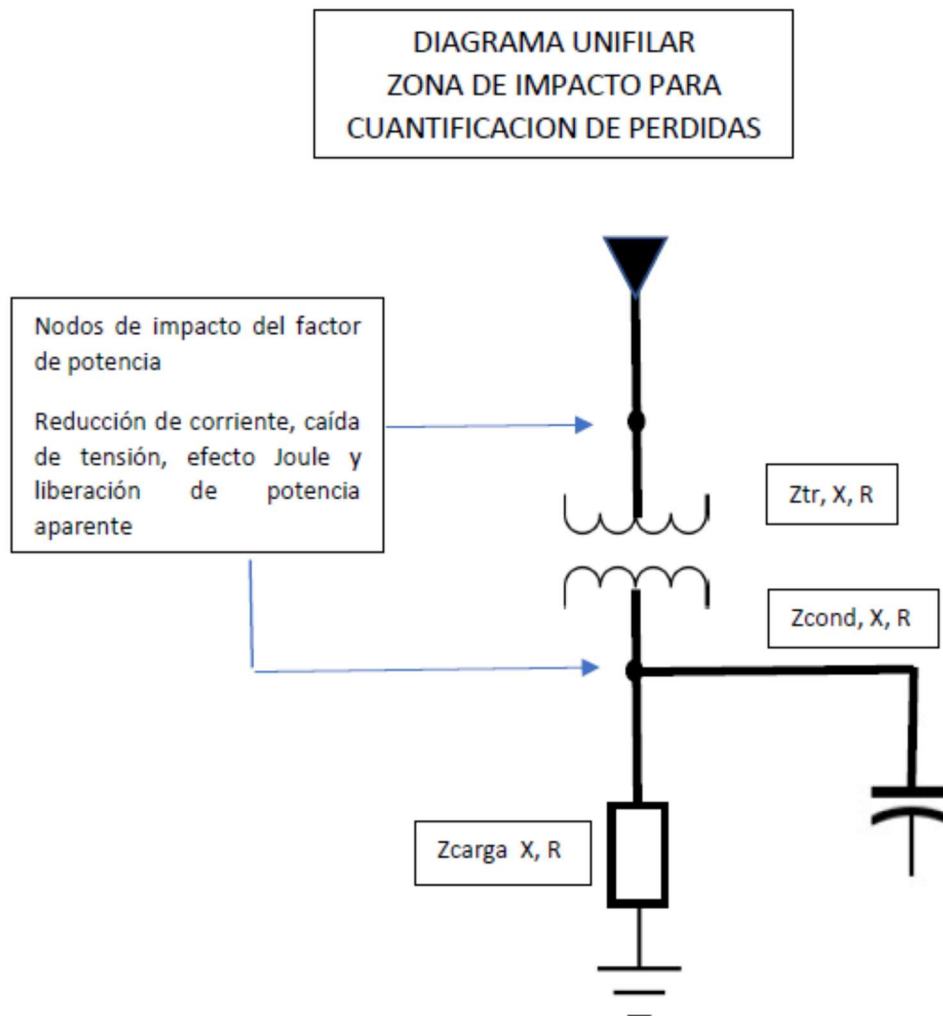 DIAGRAMA UNIFILAR
ZONA DE IMPACTO PARA
CUANTIFICACION DE PERDIDAS
Nodos de impacto del factor
de potencia
Reducción de corriente, caída
de tensión, efecto Joule y
liberación de potencia
aparente
Ztr, X, R
Zcond, X, R
Zcarga X, R